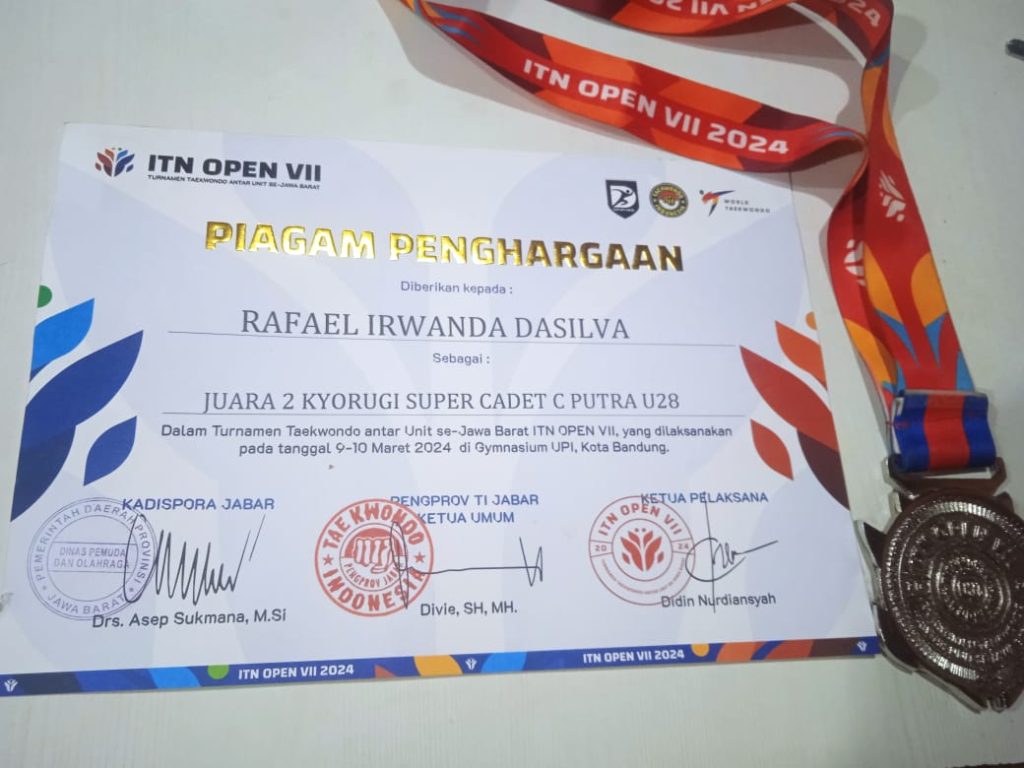 ITN OPEN VII 2024
ITN OPEN VII
TURNAMEN TAEKWONDO ANTAR UNIT SE-JAWA BARAT
WORLD
TAEKWONDO
PIAGAM PENGHARGAAN
Diberikan kepada :
RAFAEL IRWANDA DASILVA
Sebagai :
JUARA 2 KYORUGI SUPER CADET C PUTRA U28
Dalam Turnamen Taekwondo antar Unit se-Jawa Barat ITN OPEN VII, yang dilaksanakan
pada tanggal 9-10 Maret 2024 di Gymnasium UPI, Kota Bandung.
KADISPORA JABAR
PEMERINTAH DAERAH PROVINSI
DINAS PEMUDA
DAN OLAHRAGA
JAWA BARAT
Drs. Asep Sukmana, M.Si
PENGPROV TI JABAR
KETUA UMUM
TAEKWONDO
PENGPROV JABAR
INDONESIA
Divie, SH, MH.
KETUA PELAKSANA
ITN OPEN VII
20 24
Didin Nurdiansyah
ITN OPEN VII 2024
ITN OPEN VII 2024